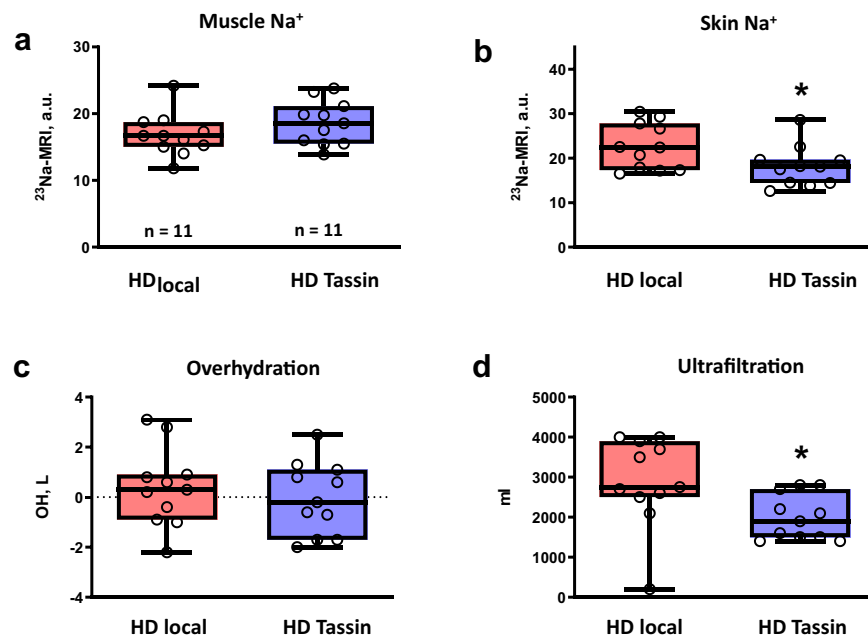 a
Muscle Na⁺
²³Na-MRI, a.u.
30
20
10
0
n = 11
n = 11
HDlocal
HD Tassin
b
Skin Na⁺
²³Na-MRI, a.u.
40
30
20
10
0
*
HD local
HD Tassin
c
Overhydration
OH, L
4
2
0
-2
-4
HD local
HD Tassin
d
Ultrafiltration
ml
5000
4000
3000
2000
1000
0
*
HD local
HD Tassin